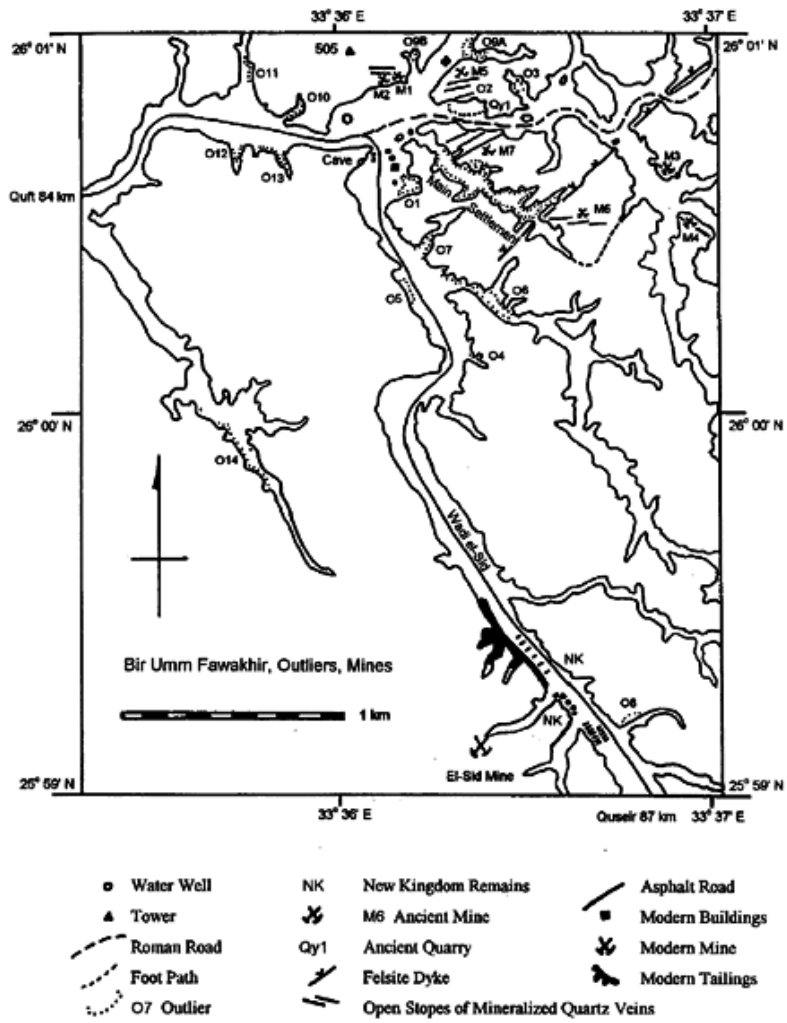 33° 36' E
33° 37' E
26° 01' N
26° 01' N
505
O9B
O9A
O11
M5
O3
M2
M1
O2
O10
Qy1
O12
O13
Cave
M7
M3
Quft 84 km
O1
Main Settlement
M6
M4
O7
O5
O6
O4
26° 00' N
26° 00' N
O14
Wadi el-Sid
Bir Umm Fawakhir, Outliers, Mines
NK
1 km
NK
O8
El-Sid Mine
25° 59' N
25° 59' N
33° 36' E
Quseir 87 km
33° 37' E
Water Well
NK New Kingdom Remains
Asphalt Road
Tower
M6 Ancient Mine
Modern Buildings
Roman Road
Qy1 Ancient Quarry
Modern Mine
Foot Path
Felsite Dyke
Modern Tailings
O7 Outlier
Open Stopes of Mineralized Quartz Veins